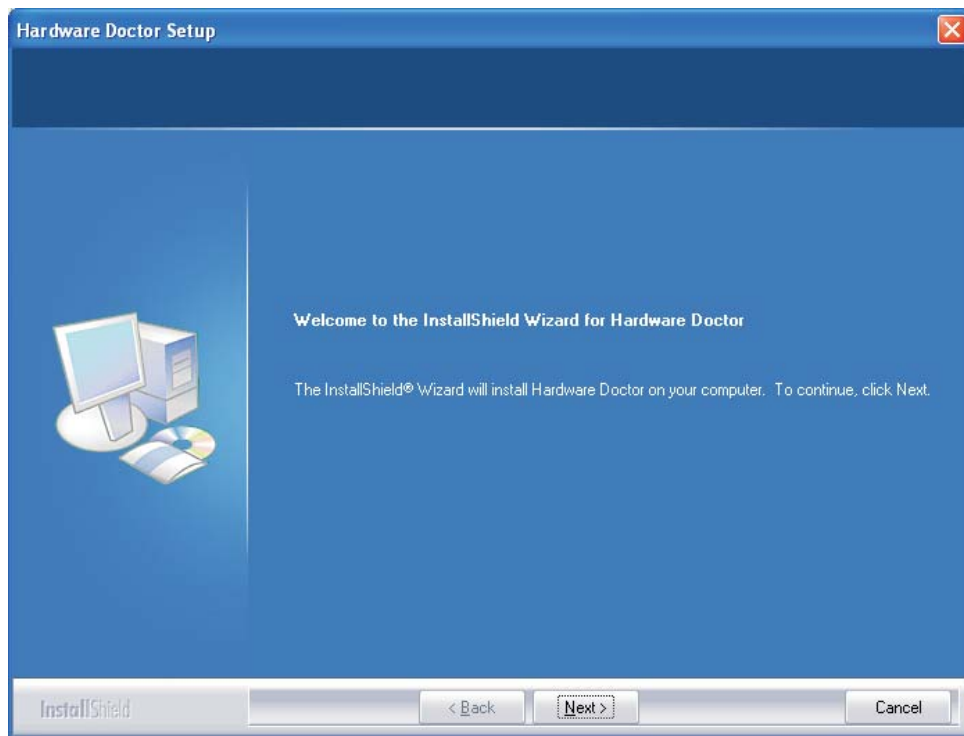 Hardware Doctor Setup
Welcome to the InstallShield Wizard for Hardware Doctor
The InstallShield® Wizard will install Hardware Doctor on your computer. To continue, click Next.
InstallShield
< Back
Next >
Cancel